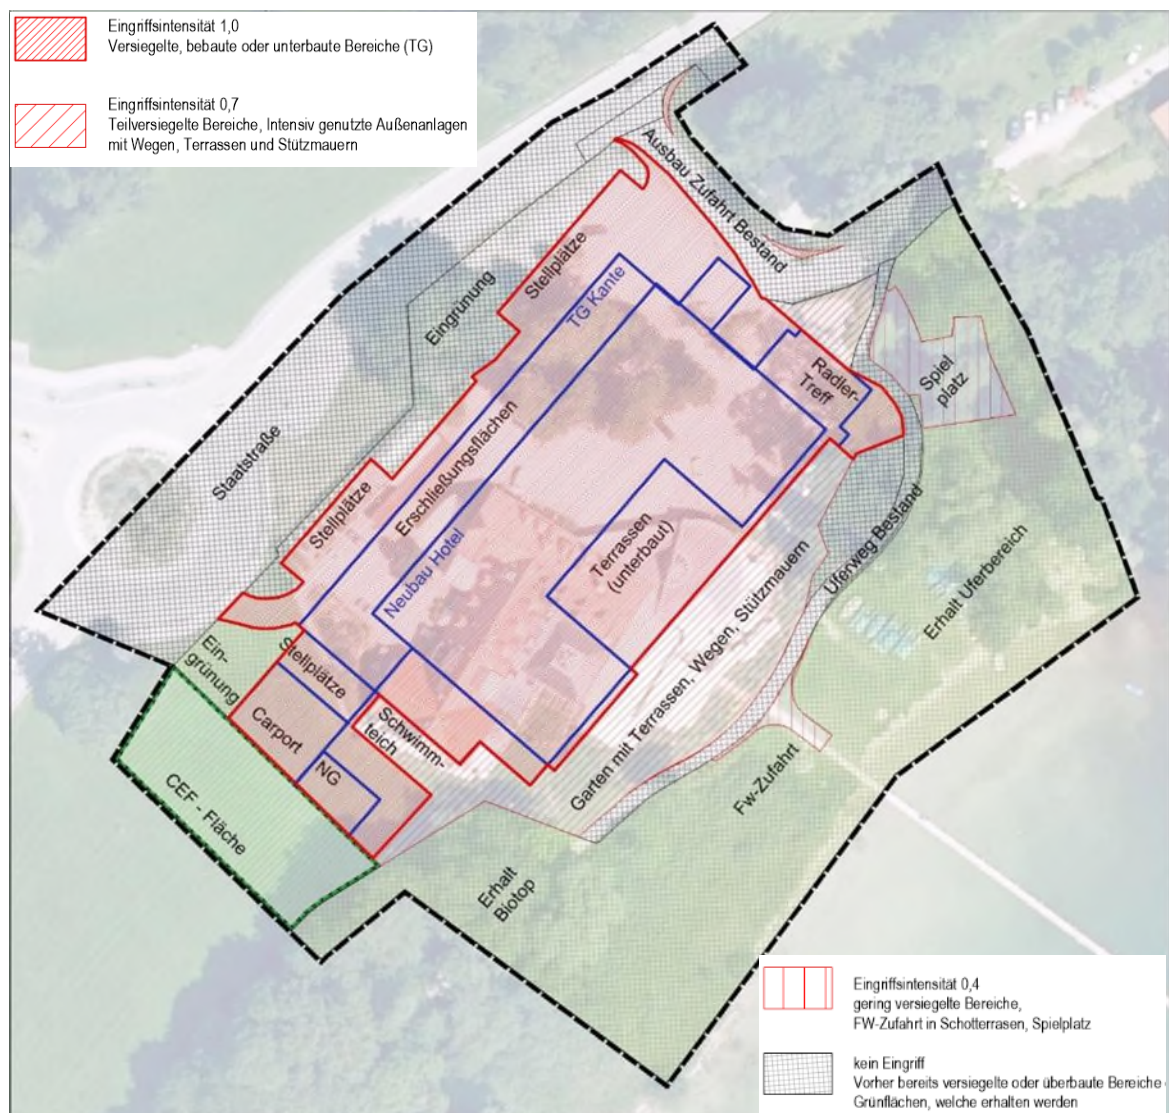 Eingriffsintensität 1,0
Versiegelte, bebaute oder unterbaute Bereiche (TG)
Eingriffsintensität 0,7
Teilversiegelte Bereiche, Intensiv genutzte Außenanlagen
mit Wegen, Terrassen und Stützmauern
Ausbau Zufahrt Bestand
Stellplätze
TG Kante
Eingrünung
Radler-
Treff
Spiel
platz
Staatstraße
Erschließungsflächen
Stellplätze
Neubau Hotel
Terrassen
(unterbaut)
Uferweg Bestand
Erhalt Uferbereich
Garten mit Terrassen, Wegen, Stützmauern
Ein-
grünung
Stellplätze
Carport
Schwimm-
teich
NG
CEF - Fläche
Fw-Zufahrt
Erhalt
Biotop
Eingriffsintensität 0,4
gering versiegelte Bereiche,
FW-Zufahrt in Schotterrasen, Spielplatz
kein Eingriff
Vorher bereits versiegelte oder überbaute Bereiche
Grünflächen, welche erhalten werden